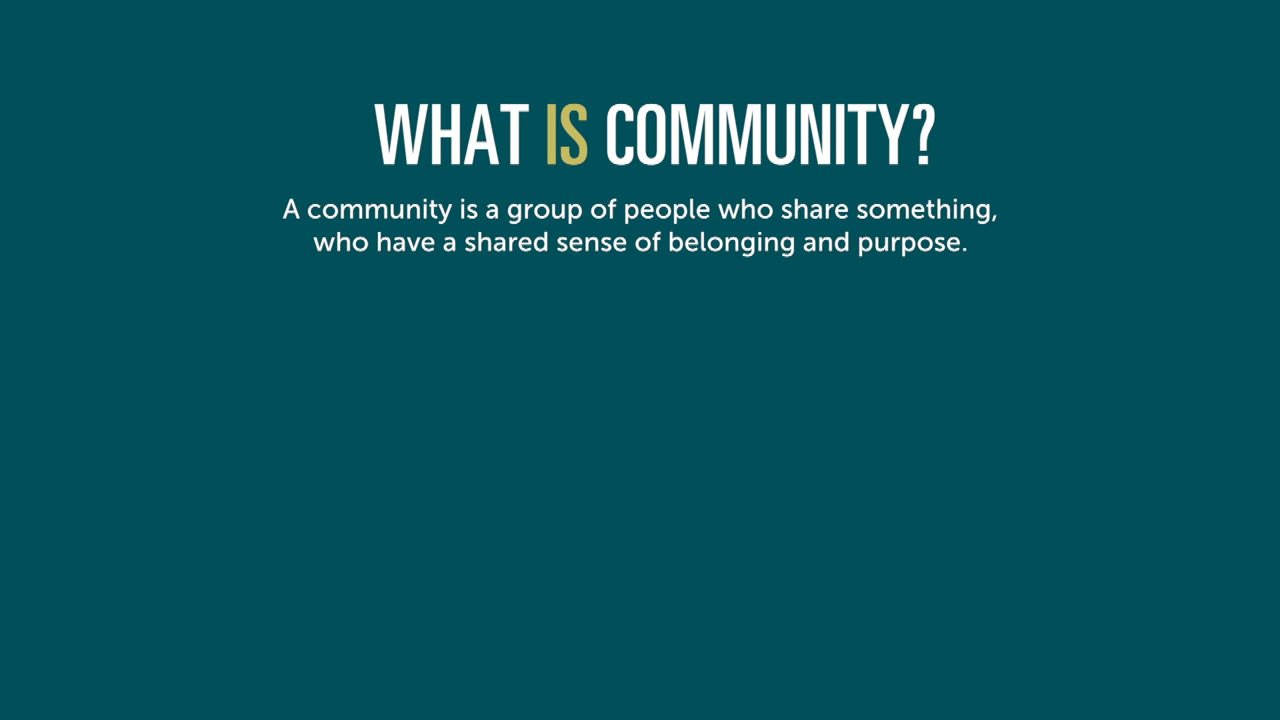 WHAT IS COMMUNITY?
A community is a group of people who share something,
who have a shared sense of belonging and purpose.